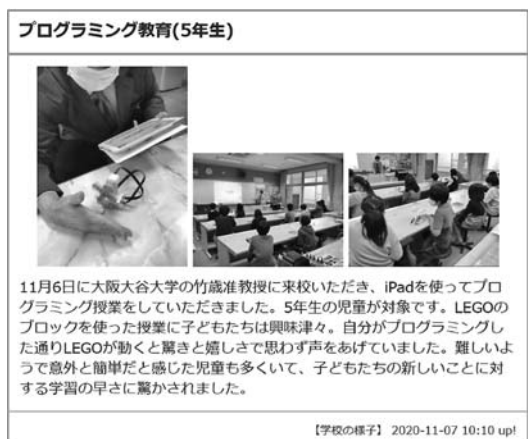 プログラミング教育(5年生)
11月6日に大阪大谷大学の竹歳准教授に来校いただき、iPadを使ってプロ
グラミング授業をしていただきました。5年生の児童が対象です。LEGOの
ブロックを使った授業に子どもたちは興味津々。自分がプログラミングし
た通りLEGOが動くと驚きと嬉しさで思わず声をあげていました。難しいよ
うで意外と簡単だと感じた児童も多くいて、子どもたちの新しいことに対
する学習の早さに驚かされました。
【学校の様子】 2020-11-07 10:10 up!